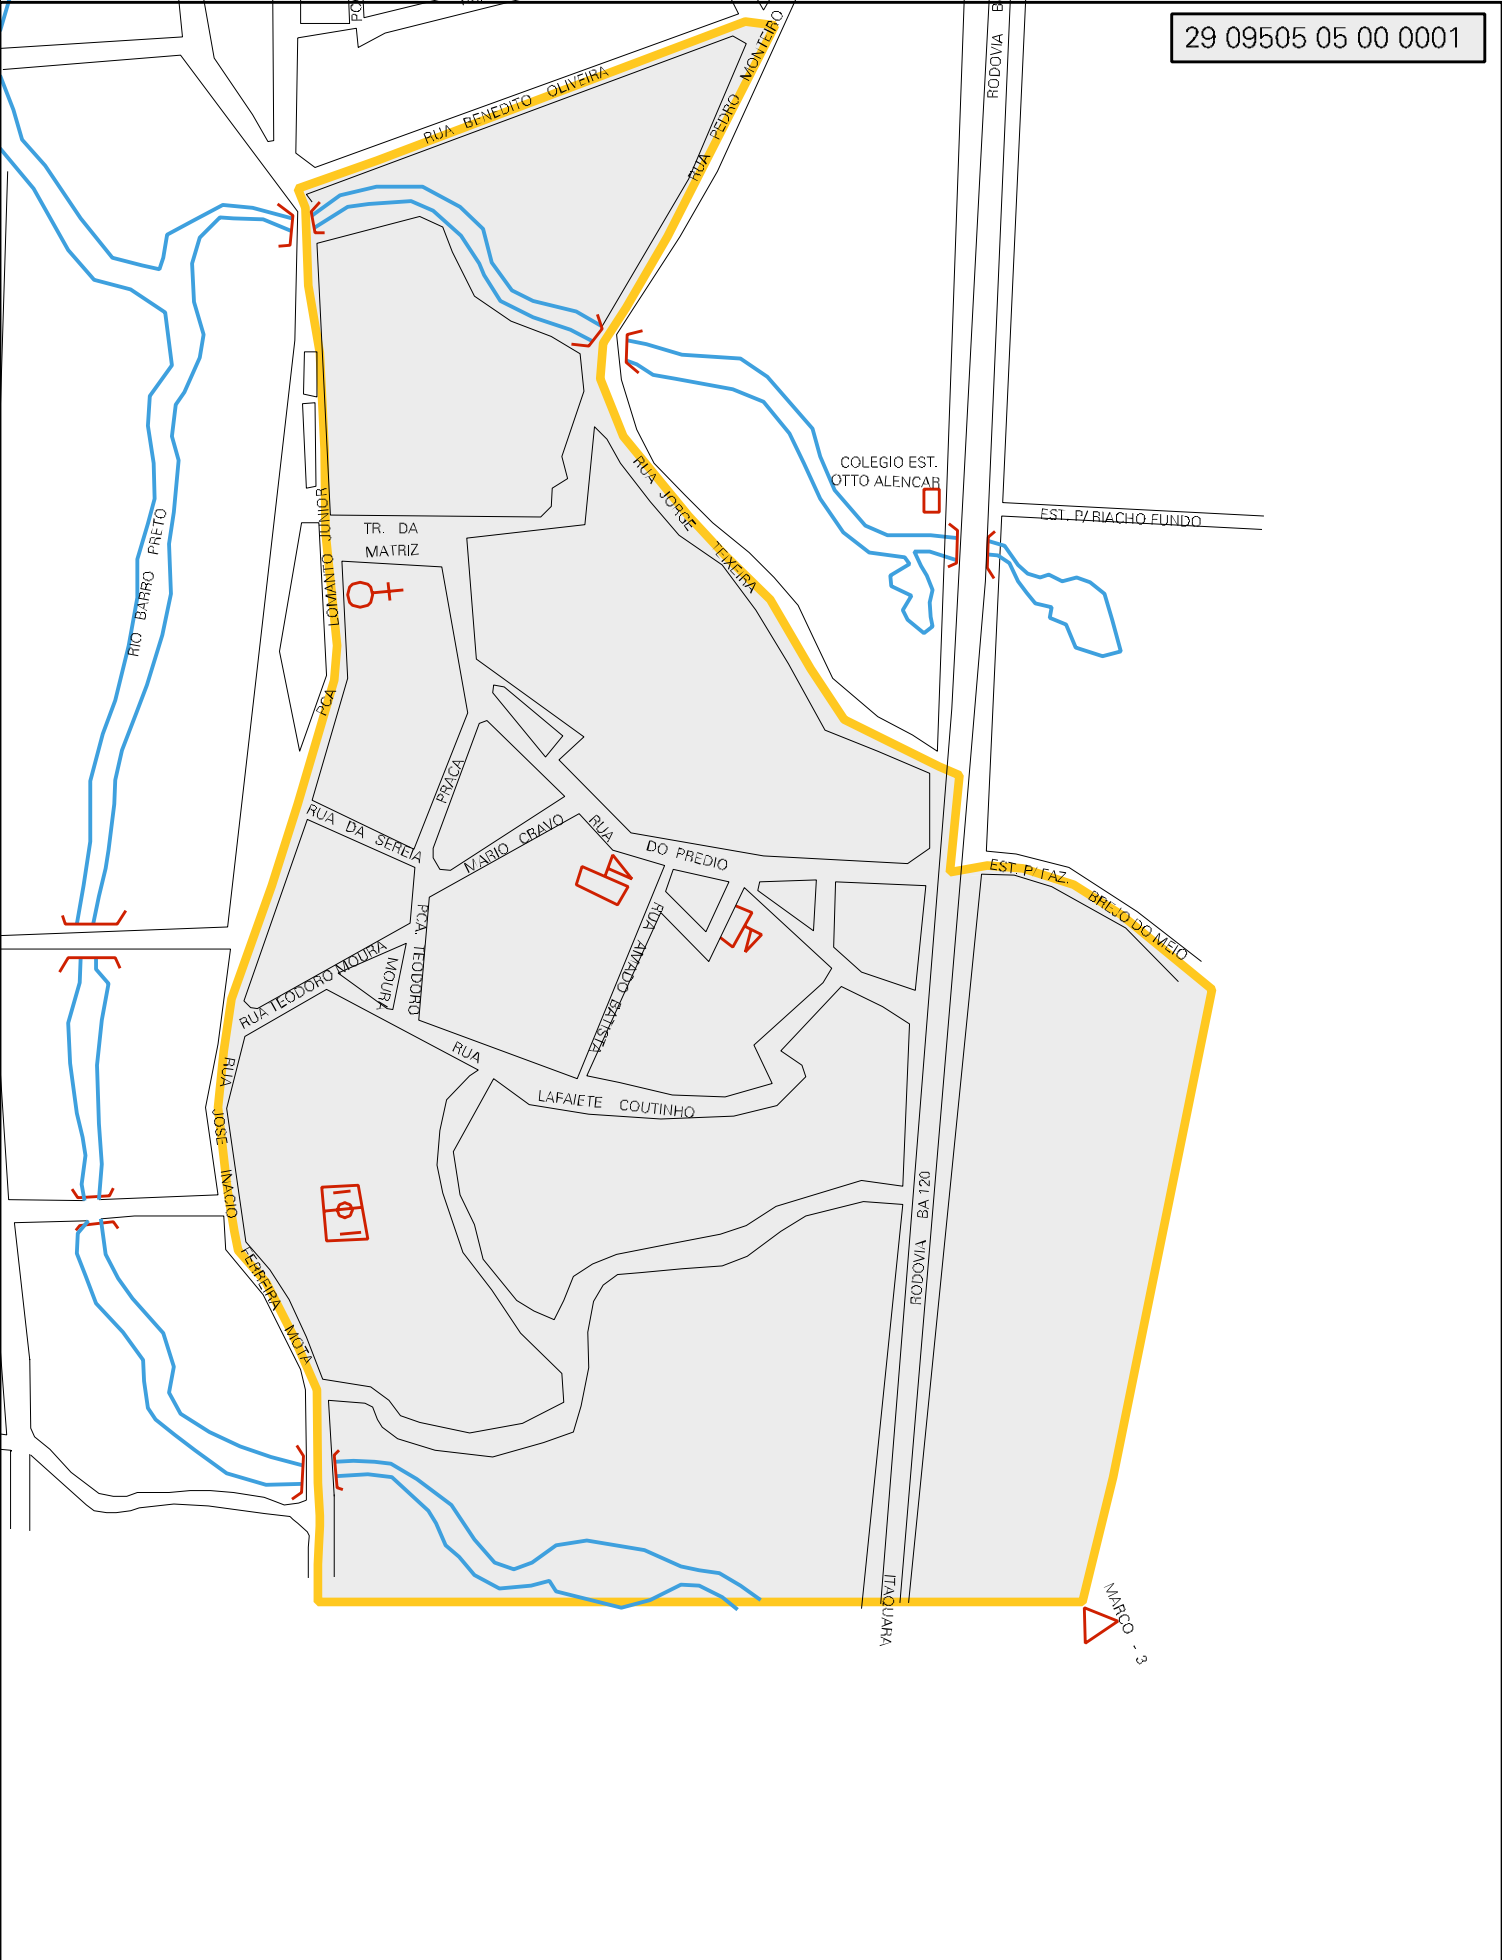 29 09505 05 00 0001
RODOVIA B
RUA BENEDITO OLIVEIRA
RUA PEDRO MONTEIRO
COLEGIO EST.
OTTO ALENCAR
EST. P/ RIACHO FUNDO
RUA JORGE TEIXEIRA
TR. DA
MATRIZ
PCA LOMANTO JUNIOR
RIO BARRO PRETO
PRACA
MARIO CRAVO
RUA DA SEREIA
RUA DO PREDIO
EST. P/ FAZ. BREJO DO MEIO
PCA. TEODORO
MOURA
RUA TEODORO MOURA
RUA AMADO BATISTA
RUA LAFAIETE COUTINHO
RUA JOSE INACIO FERREIRA MOTA
RODOVIA BA 120
ITAQUARA
MARCO - 3